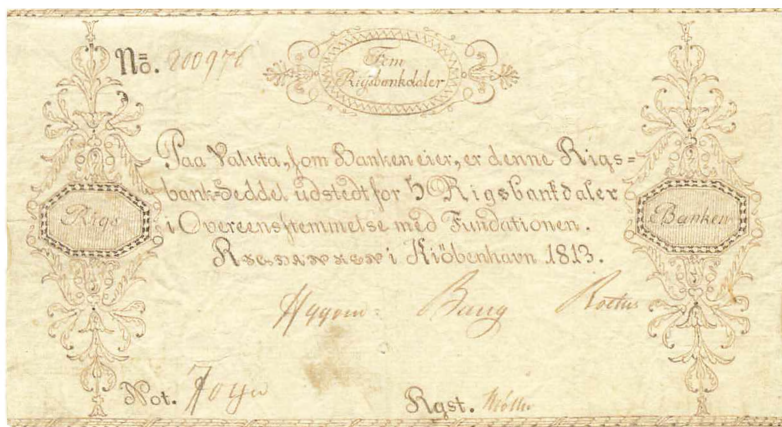 No. 200976
Fem
Rigsbankdaler
Paa Valuta, som Banken eier, er denne Rigs=
bank-Seddel udstedt for 5 Rigsbankdaler
i Overeensstemmelse med Fundationen.
Rigsbanken i Kiöbenhavn 1813.
Rigs
Banken
Bang
Not.
Rgst.